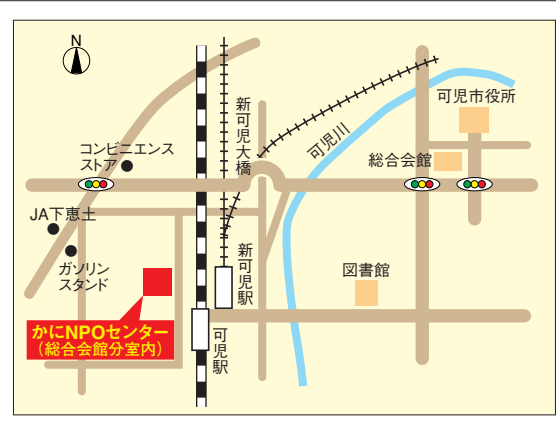 N
可児市役所
新可児大橋
可児川
コンビニエンス
ストア
総合会館
JA下恵土
ガソリン
スタンド
新可児駅
図書館
かにNPOセンター
(総合会館分室内)
可児駅